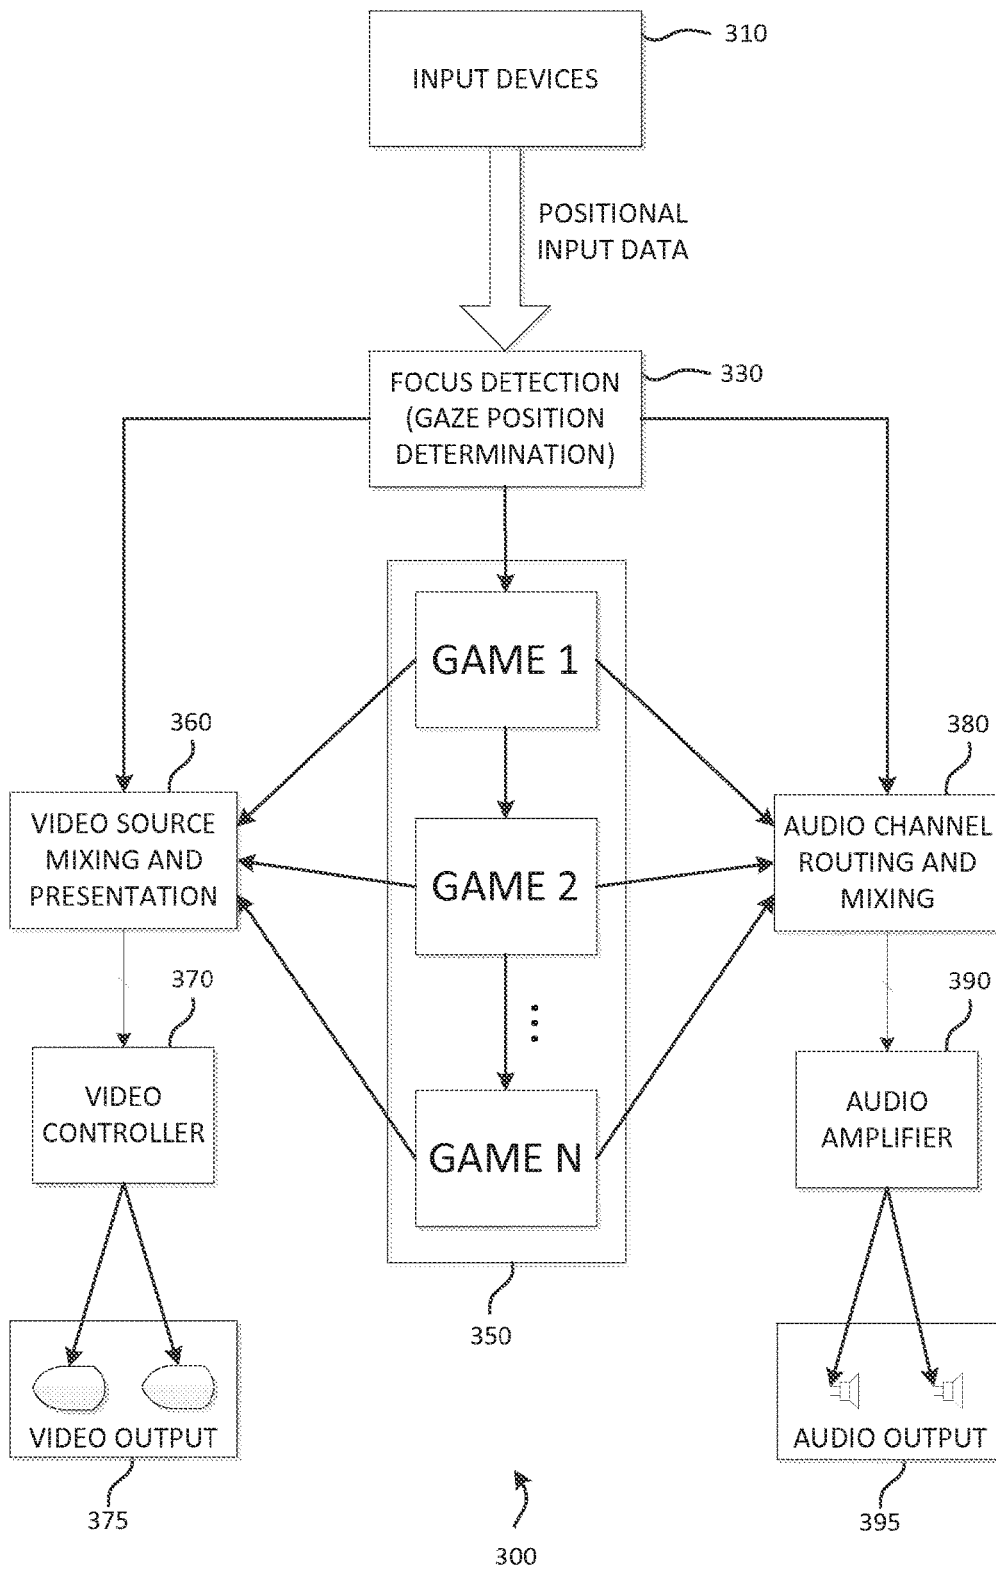 310
INPUT DEVICES
POSITIONAL
INPUT DATA
330
FOCUS DETECTION
(GAZE POSITION
DETERMINATION)
GAME 1
360
380
VIDEO SOURCE
MIXING AND
PRESENTATION
GAME 2
AUDIO CHANNEL
ROUTING AND
MIXING
370
390
...
VIDEO
CONTROLLER
GAME N
AUDIO
AMPLIFIER
350
VIDEO OUTPUT
AUDIO OUTPUT
375
395
300